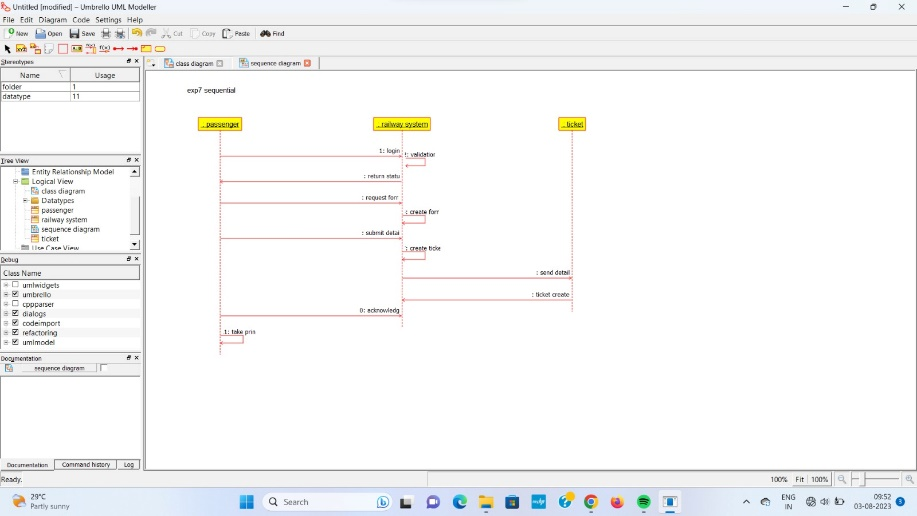 Untitled [modified] – Umbrello UML Modeller
File Edit Diagram Code Settings Help
New Open Save Cut Copy Paste Find
Stereotypes
Name Usage
folder 1
datatype 11
Tree View
Entity Relationship Model
Logical View
class diagram
Datatypes
passenger
railway system
sequence diagram
ticket
Use Case View
Debug
Class Name
umlwidgets
umbrello
cppparser
dialogs
codeimport
refactoring
umlmodel
Documentation
sequence diagram
Documentation Command history Log
Ready.
class diagram sequence diagram
exp7 sequential
: passenger : railway system : ticket
1: login
: validatior
: return statu
: request forr
: create forr
: submit detai
: create ticke
: send detail
: ticket create
0: acknowledg
1: take prin
100% Fit 100%
29°C
Partly sunny
Search
ENG
IN
09:52
03-08-2023